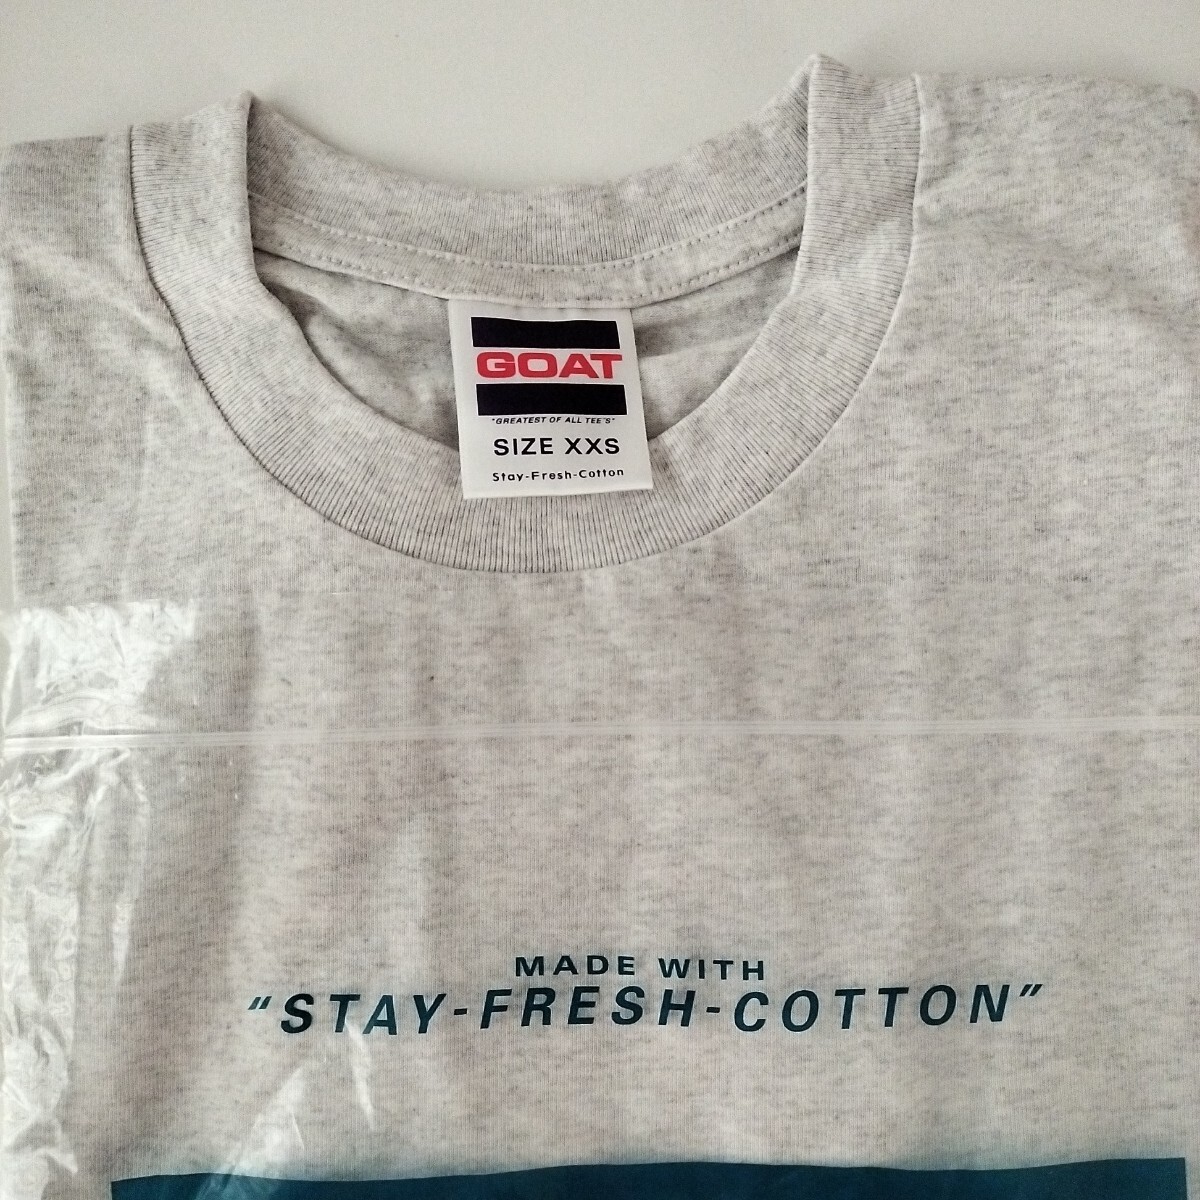 GOAT
"GREATEST OF ALL TEE'S"
SIZE XXS
Stay-Fresh-Cotton
MADE WITH
"STAY-FRESH-COTTON"